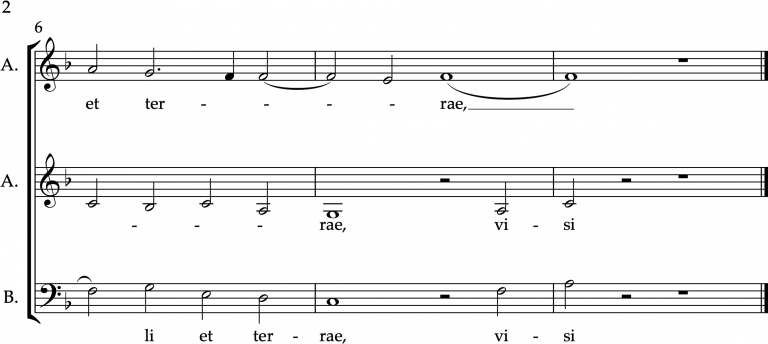 2
6
A.
et ter - - - - rae,
A.
- - - rae, vi - si
B.
li et ter - rae, vi - si